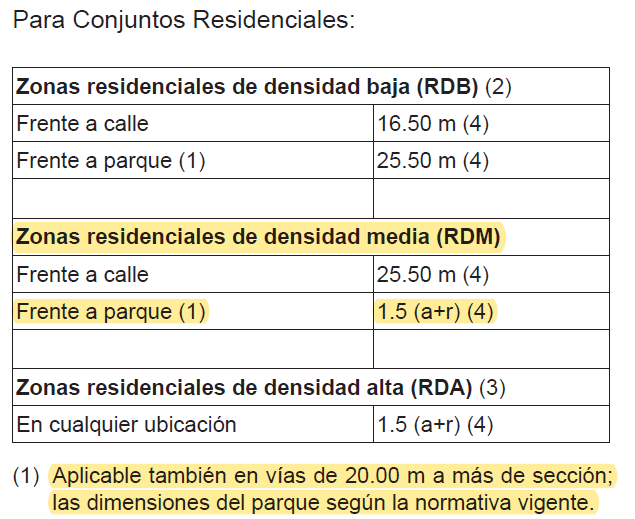 Para Conjuntos Residenciales:
Zonas residenciales de densidad baja (RDB) (2)
Frente a calle 16.50 m (4)
Frente a parque (1) 25.50 m (4)
Zonas residenciales de densidad media (RDM)
Frente a calle 25.50 m (4)
Frente a parque (1) 1.5 (a+r) (4)
Zonas residenciales de densidad alta (RDA) (3)
En cualquier ubicación 1.5 (a+r) (4)
(1) Aplicable también en vías de 20.00 m a más de sección;
las dimensiones del parque según la normativa vigente.